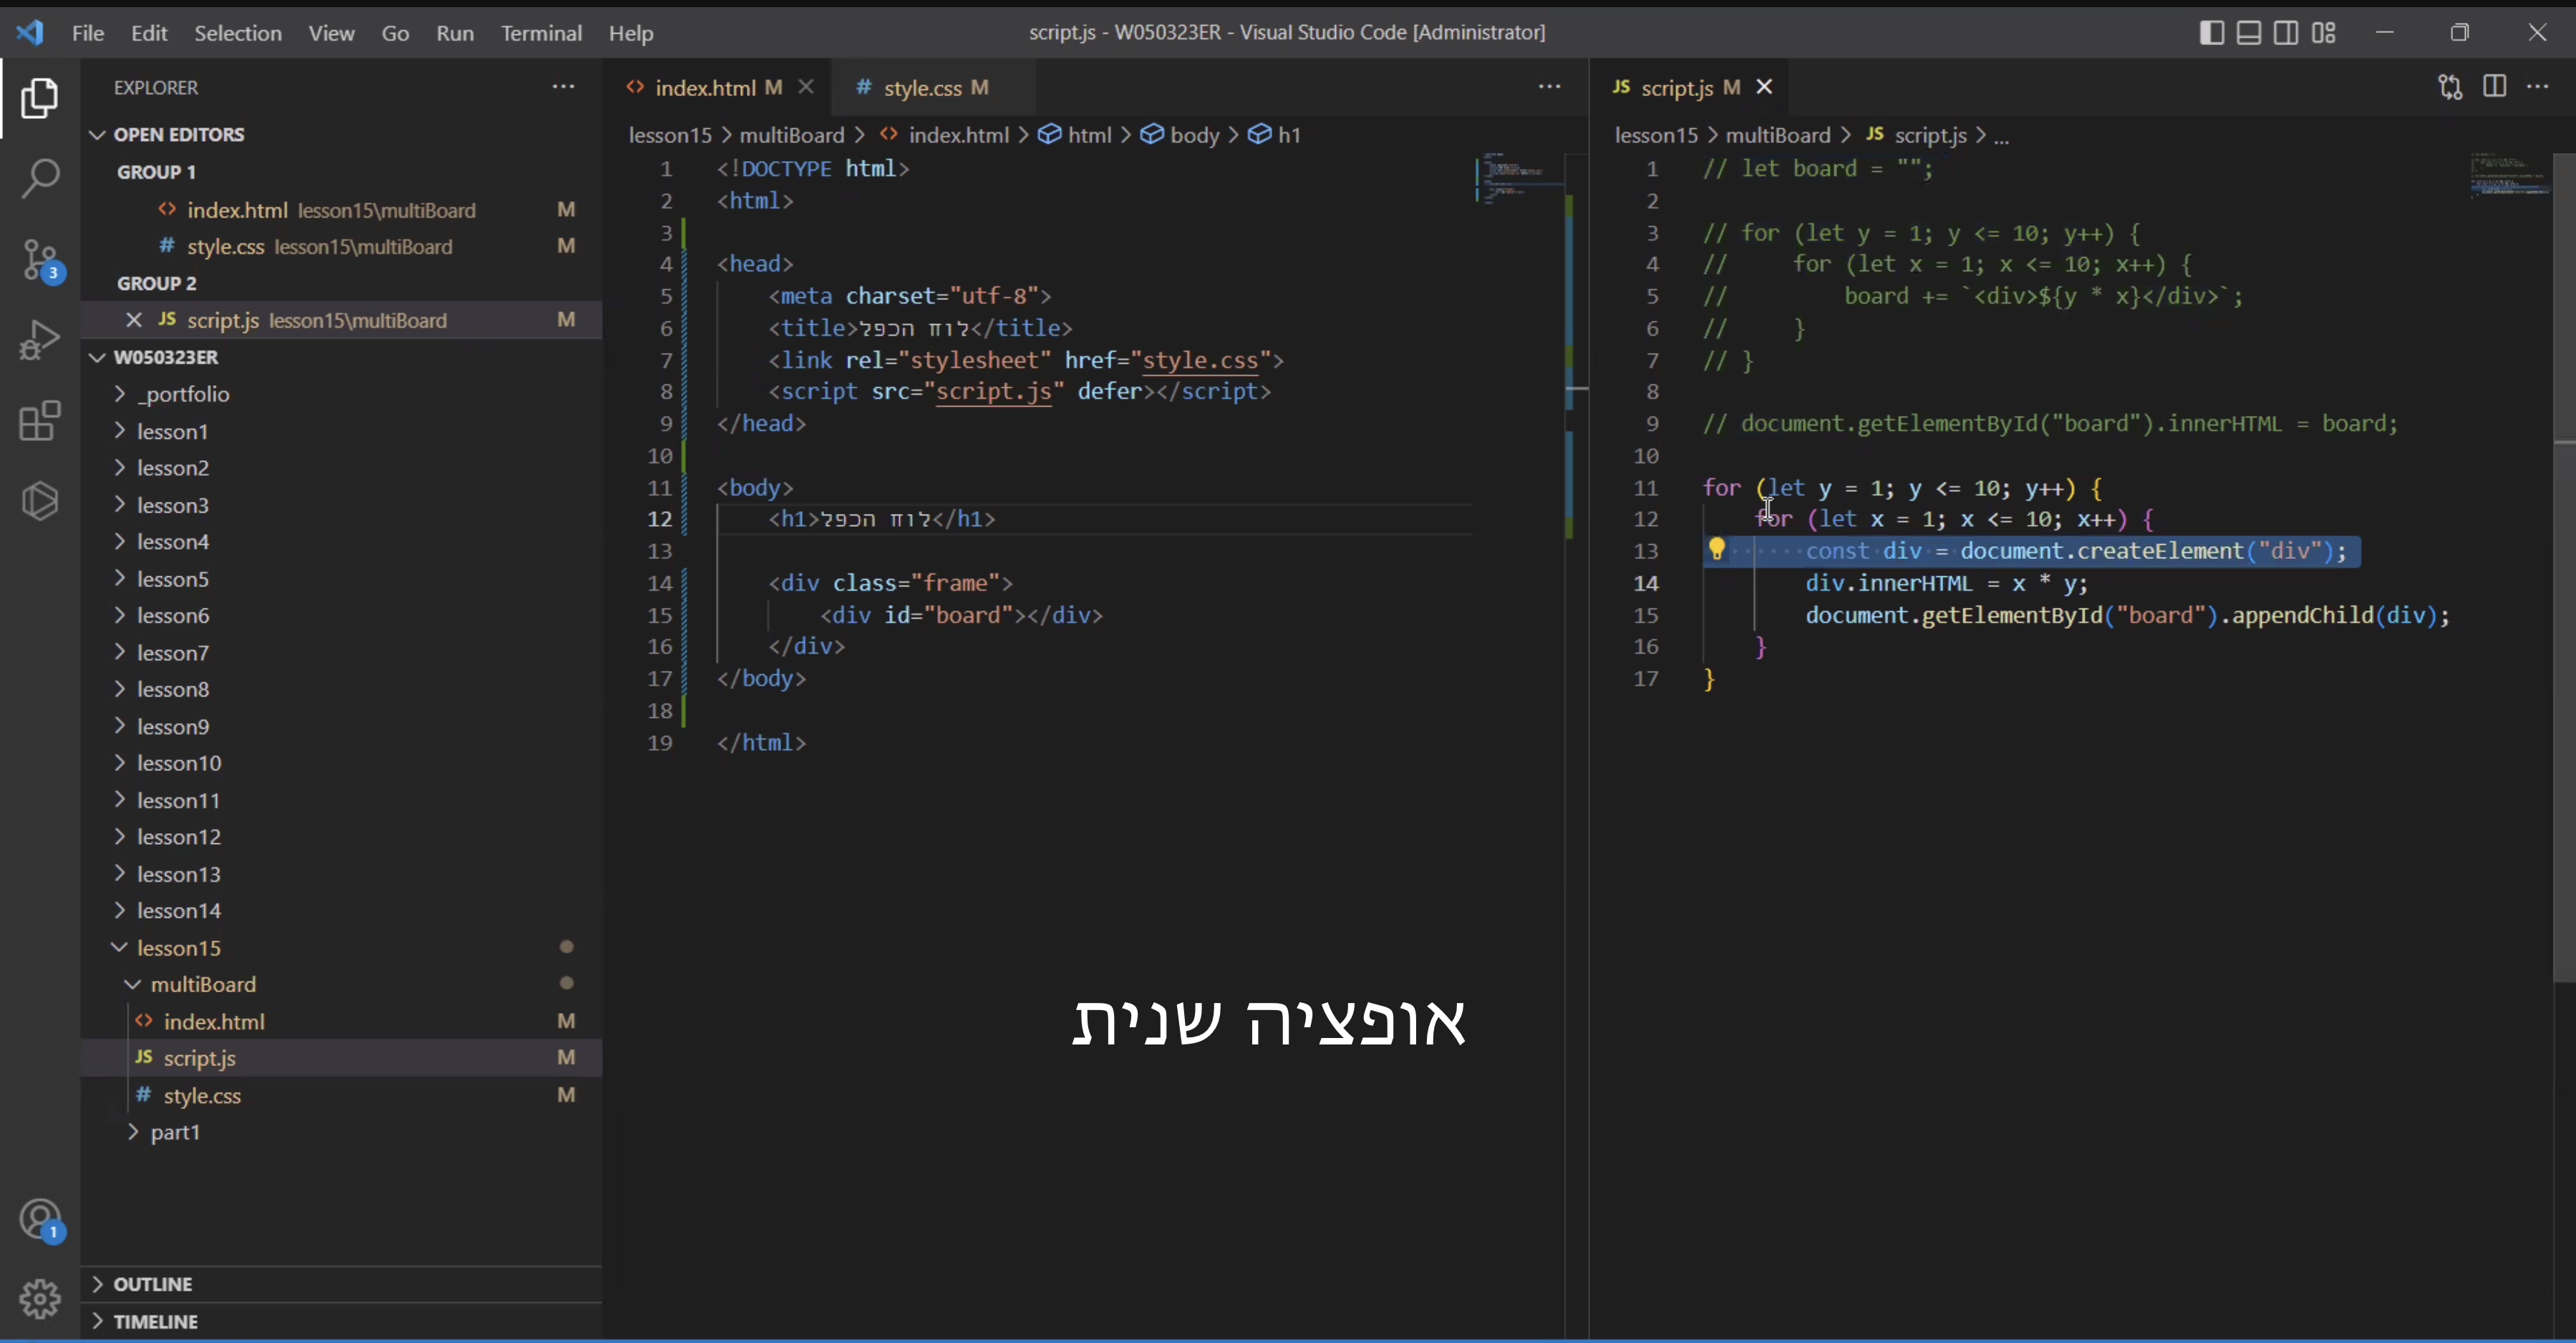 File Edit Selection View Go Run Terminal Help
script.js - W050323ER - Visual Studio Code [Administrator]
EXPLORER
OPEN EDITORS
GROUP 1
index.html lesson15\multiBoard M
style.css lesson15\multiBoard M
GROUP 2
script.js lesson15\multiBoard M
W050323ER
_portfolio
lesson1
lesson2
lesson3
lesson4
lesson5
lesson6
lesson7
lesson8
lesson9
lesson10
lesson11
lesson12
lesson13
lesson14
lesson15
multiBoard
index.html M
script.js M
style.css M
part1
OUTLINE
TIMELINE
3
1
index.html M
style.css M
lesson15 > multiBoard > index.html > html > body > h1
1 <!DOCTYPE html>
2 <html>
3
4 <head>
5 <meta charset="utf-8">
6 <title>לוח הכפל</title>
7 <link rel="stylesheet" href="style.css">
8 <script src="script.js" defer></script>
9 </head>
10
11 <body>
12 <h1>לוח הכפל</h1>
13
14 <div class="frame">
15 <div id="board"></div>
16 </div>
17 </body>
18
19 </html>
JS script.js M
lesson15 > multiBoard > JS script.js > ...
1 // let board = "";
2
3 // for (let y = 1; y <= 10; y++) {
4 // for (let x = 1; x <= 10; x++) {
5 // board += `<div>${y * x}</div>`;
6 // }
7 // }
8
9 // document.getElementById("board").innerHTML = board;
10
11 for (let y = 1; y <= 10; y++) {
12 for (let x = 1; x <= 10; x++) {
13 const div = document.createElement("div");
14 div.innerHTML = x * y;
15 document.getElementById("board").appendChild(div);
16 }
17 }
אופציה שנית